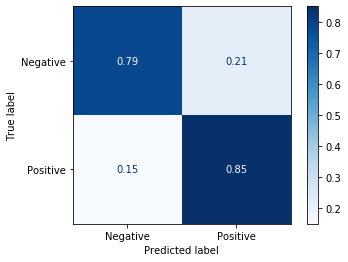 Negative
0.79
0.21
Positive
0.15
0.85
Negative
Positive
Predicted label
True label
0.8
0.7
0.6
0.5
0.4
0.3
0.2